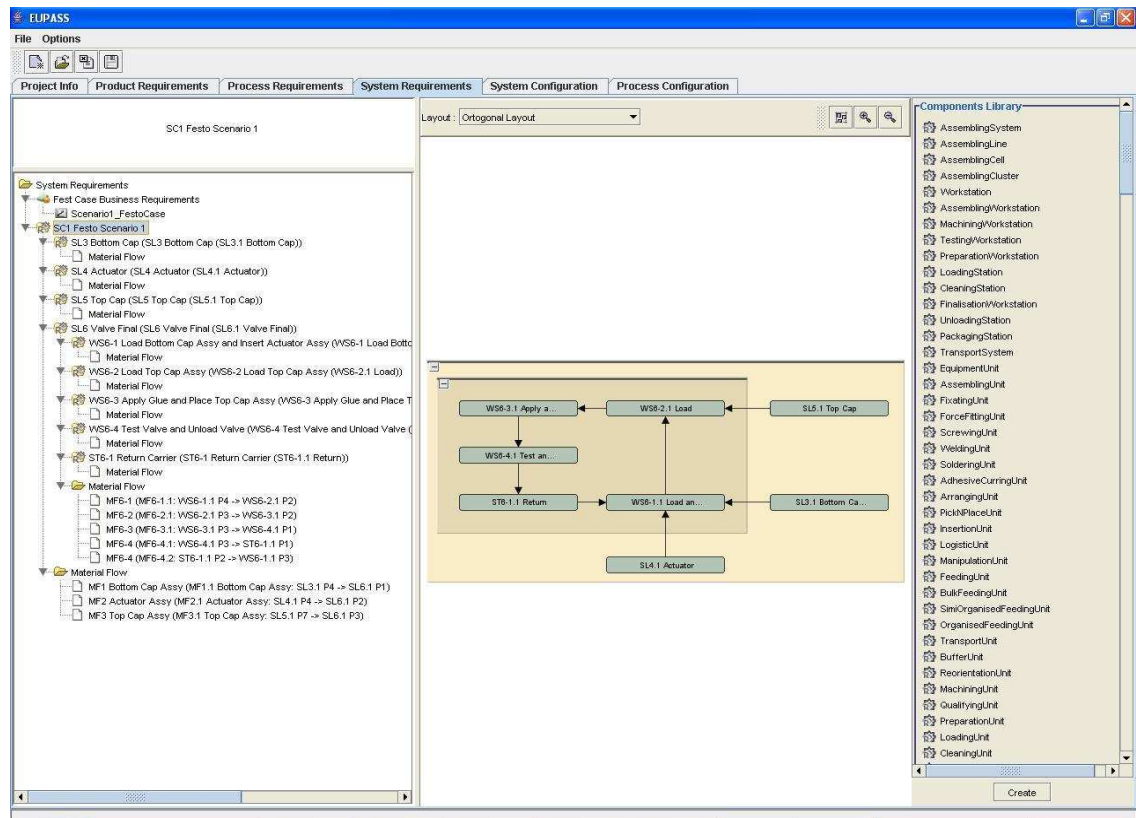 EUPASS
File Options
Project Info Product Requirements Process Requirements System Requirements System Configuration Process Configuration
SC1 Festo Scenario 1
System Requirements
Fest Case Business Requirements
Scenario1_FestoCase
SC1 Festo Scenario 1
SL3 Bottom Cap (SL3 Bottom Cap (SL3.1 Bottom Cap))
Material Flow
SL4 Actuator (SL4 Actuator (SL4.1 Actuator))
Material Flow
SL5 Top Cap (SL5 Top Cap (SL5.1 Top Cap))
Material Flow
SL6 Valve Final (SL6 Valve Final (SL6.1 Valve Final))
WS6-1 Load Bottom Cap Assy and Insert Actuator Assy (WS6-1 Load Botto
Material Flow
WS6-2 Load Top Cap Assy (WS6-2 Load Top Cap Assy (WS6-2.1 Load))
Material Flow
WS6-3 Apply Glue and Place Top Cap Assy (WS6-3 Apply Glue and Place T
Material Flow
WS6-4 Test Valve and Unload Valve (WS6-4 Test Valve and Unload Valve (
Material Flow
ST6-1 Return Carrier (ST6-1 Return Carrier (ST6-1.1 Return))
Material Flow
Material Flow
MF6-1 (MF6-1.1: WS6-1.1 P4 -> WS6-2.1 P2)
MF6-2 (MF6-2.1: WS6-2.1 P3 -> WS6-3.1 P2)
MF6-3 (MF6-3.1: WS6-3.1 P3 -> WS6-4.1 P1)
MF6-4 (MF6-4.1: WS6-4.1 P3 -> ST6-1.1 P1)
MF6-4 (MF6-4.2: ST6-1.1 P2 -> WS6-1.1 P3)
Material Flow
MF1 Bottom Cap Assy (MF1.1 Bottom Cap Assy: SL3.1 P4 -> SL6.1 P1)
MF2 Actuator Assy (MF2.1 Actuator Assy: SL4.1 P4 -> SL6.1 P2)
MF3 Top Cap Assy (MF3.1 Top Cap Assy: SL5.1 P7 -> SL6.1 P3)
Layout : Ortogonal Layout
WS6-3.1 Apply a... WS6-2.1 Load SL5.1 Top Cap
WS6-4.1 Test an...
ST6-1.1 Return WS6-1.1 Load an... SL3.1 Bottom Ca...
SL4.1 Actuator
Components Library
AssemblingSystem
AssemblingLine
AssemblingCell
AssemblingCluster
Workstation
AssemblingWorkstation
MachiningWorkstation
TestingWorkstation
PreparationWorkstation
LoadingStation
CleaningStation
FinalisationWorkstation
UnloadingStation
PackagingStation
TransportSystem
EquipmentUnit
AssemblingUnit
FixatingUnit
ForceFittingUnit
ScrewingUnit
WeldingUnit
SolderingUnit
AdhesiveCurringUnit
ArrangingUnit
PickNPlaceUnit
InsertionUnit
LogisticUnit
ManipulationUnit
FeedingUnit
BulkFeedingUnit
SimiOrganisedFeedingUnit
OrganisedFeedingUnit
TransportUnit
BufferUnit
ReorientationUnit
MachiningUnit
QualifyingUnit
PreparationUnit
LoadingUnit
CleaningUnit
Create